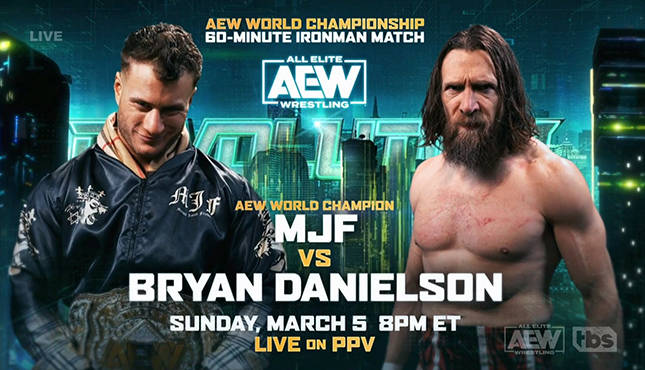 LIVE
AEW WORLD CHAMPIONSHIP
60-MINUTE IRONMAN MATCH
ALL ELITE
AEW
WRESTLING
AEW WORLD CHAMPION
MJF
VS
BRYAN DANIELSON
SUNDAY, MARCH 5 8PM ET
LIVE ON PPV
ALL ELITE
AEW
WRESTLING
tbs